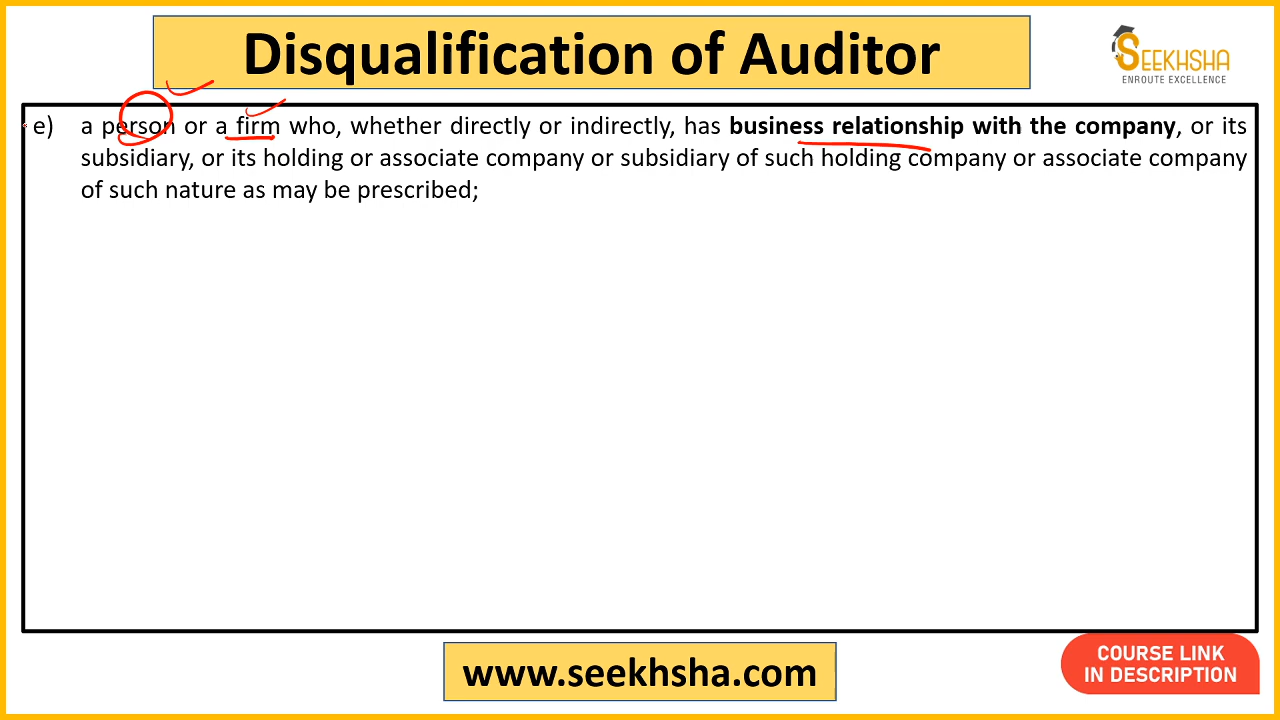 Disqualification of Auditor
SEEKHSHA
ENROUTE EXCELLENCE
e) a person or a firm who, whether directly or indirectly, has business relationship with the company, or its
subsidiary, or its holding or associate company or subsidiary of such holding company or associate company
of such nature as may be prescribed;
www.seekhsha.com
COURSE LINK
IN DESCRIPTION